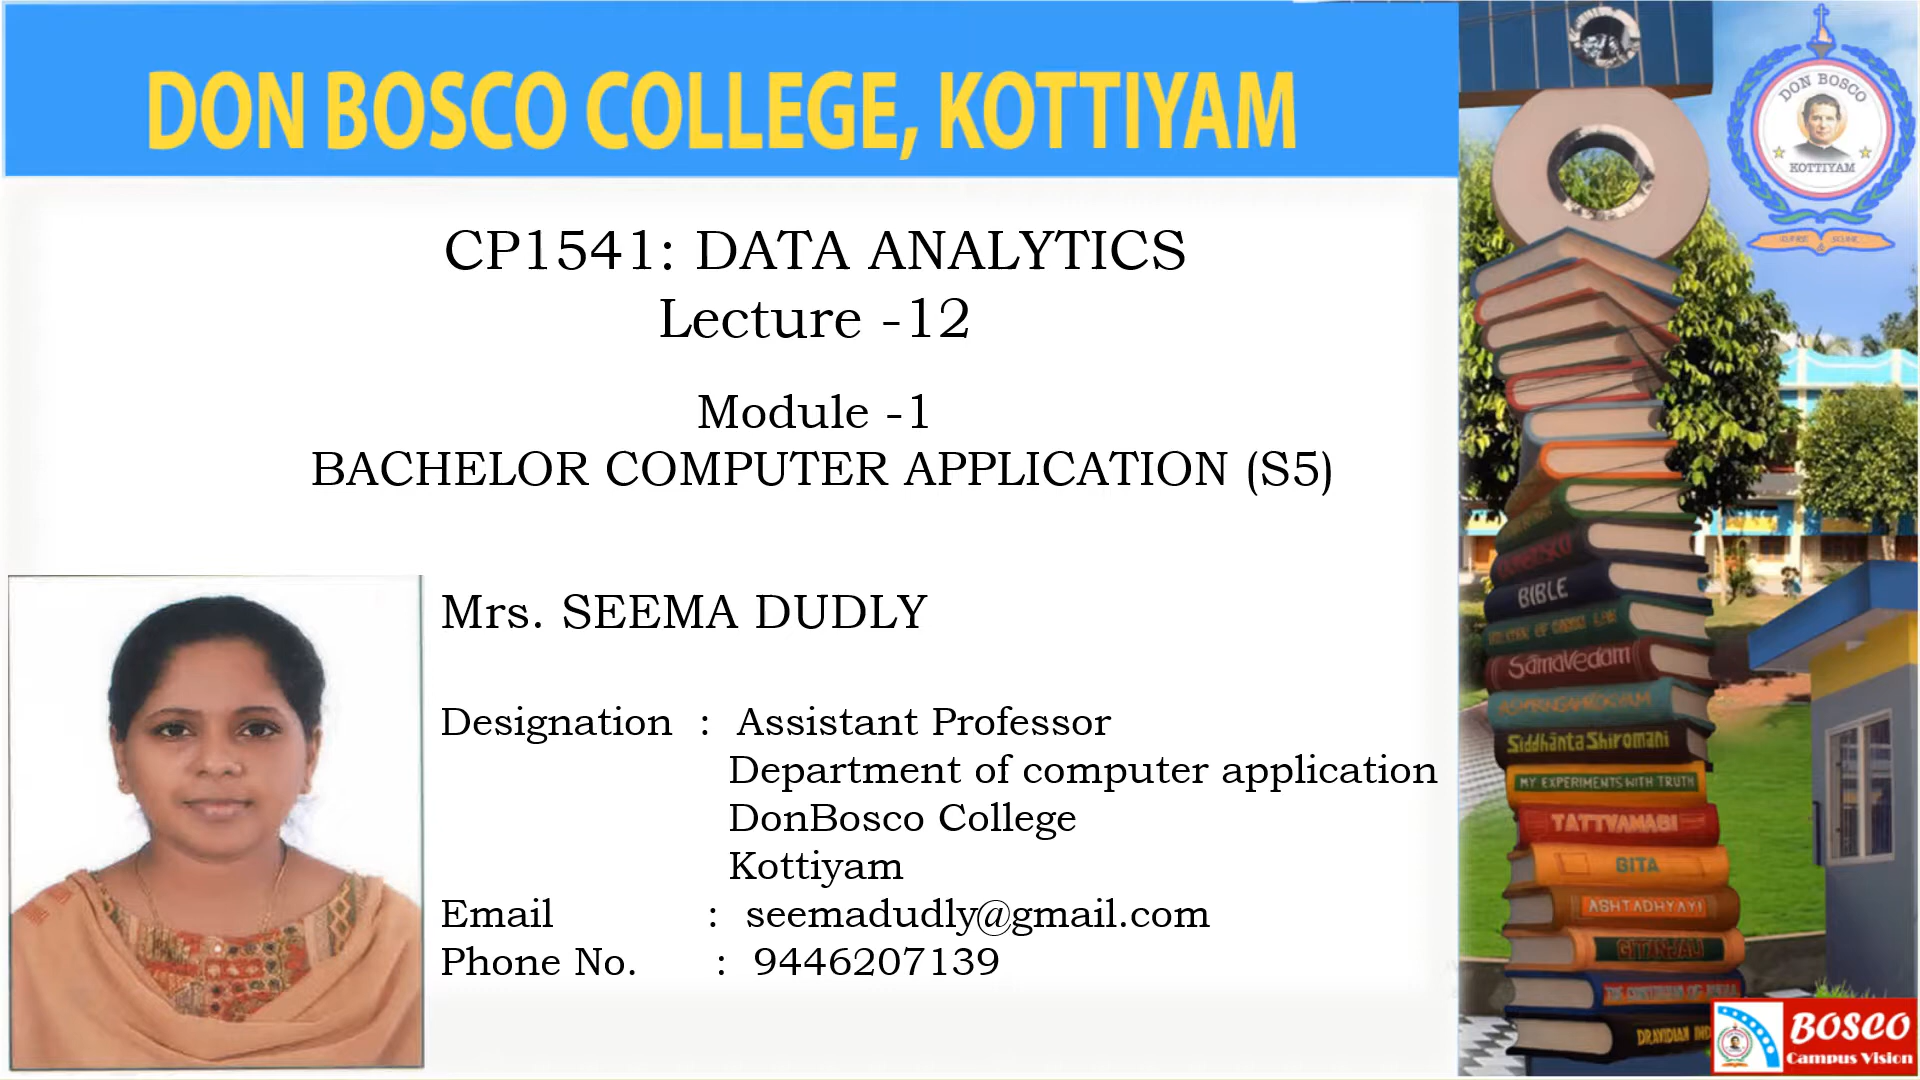 DON BOSCO COLLEGE, KOTTIYAM
DON BOSCO
KOTTIYAM
CP1541: DATA ANALYTICS
Lecture -12
Module -1
BACHELOR COMPUTER APPLICATION (S5)
Mrs. SEEMA DUDLY
Designation : Assistant Professor
Department of computer application
DonBosco College
Kottiyam
Email : seemadudly@gmail.com
Phone No. : 9446207139
BIBLE
Samavedam
Siddhanta Shiromani
MY EXPERIMENTS WITH TRUTH
TATTVAMASI
GITA
ASHTADHYAYI
GITANJALI
DRAVIDIAN
BOSCO
Campus Vision